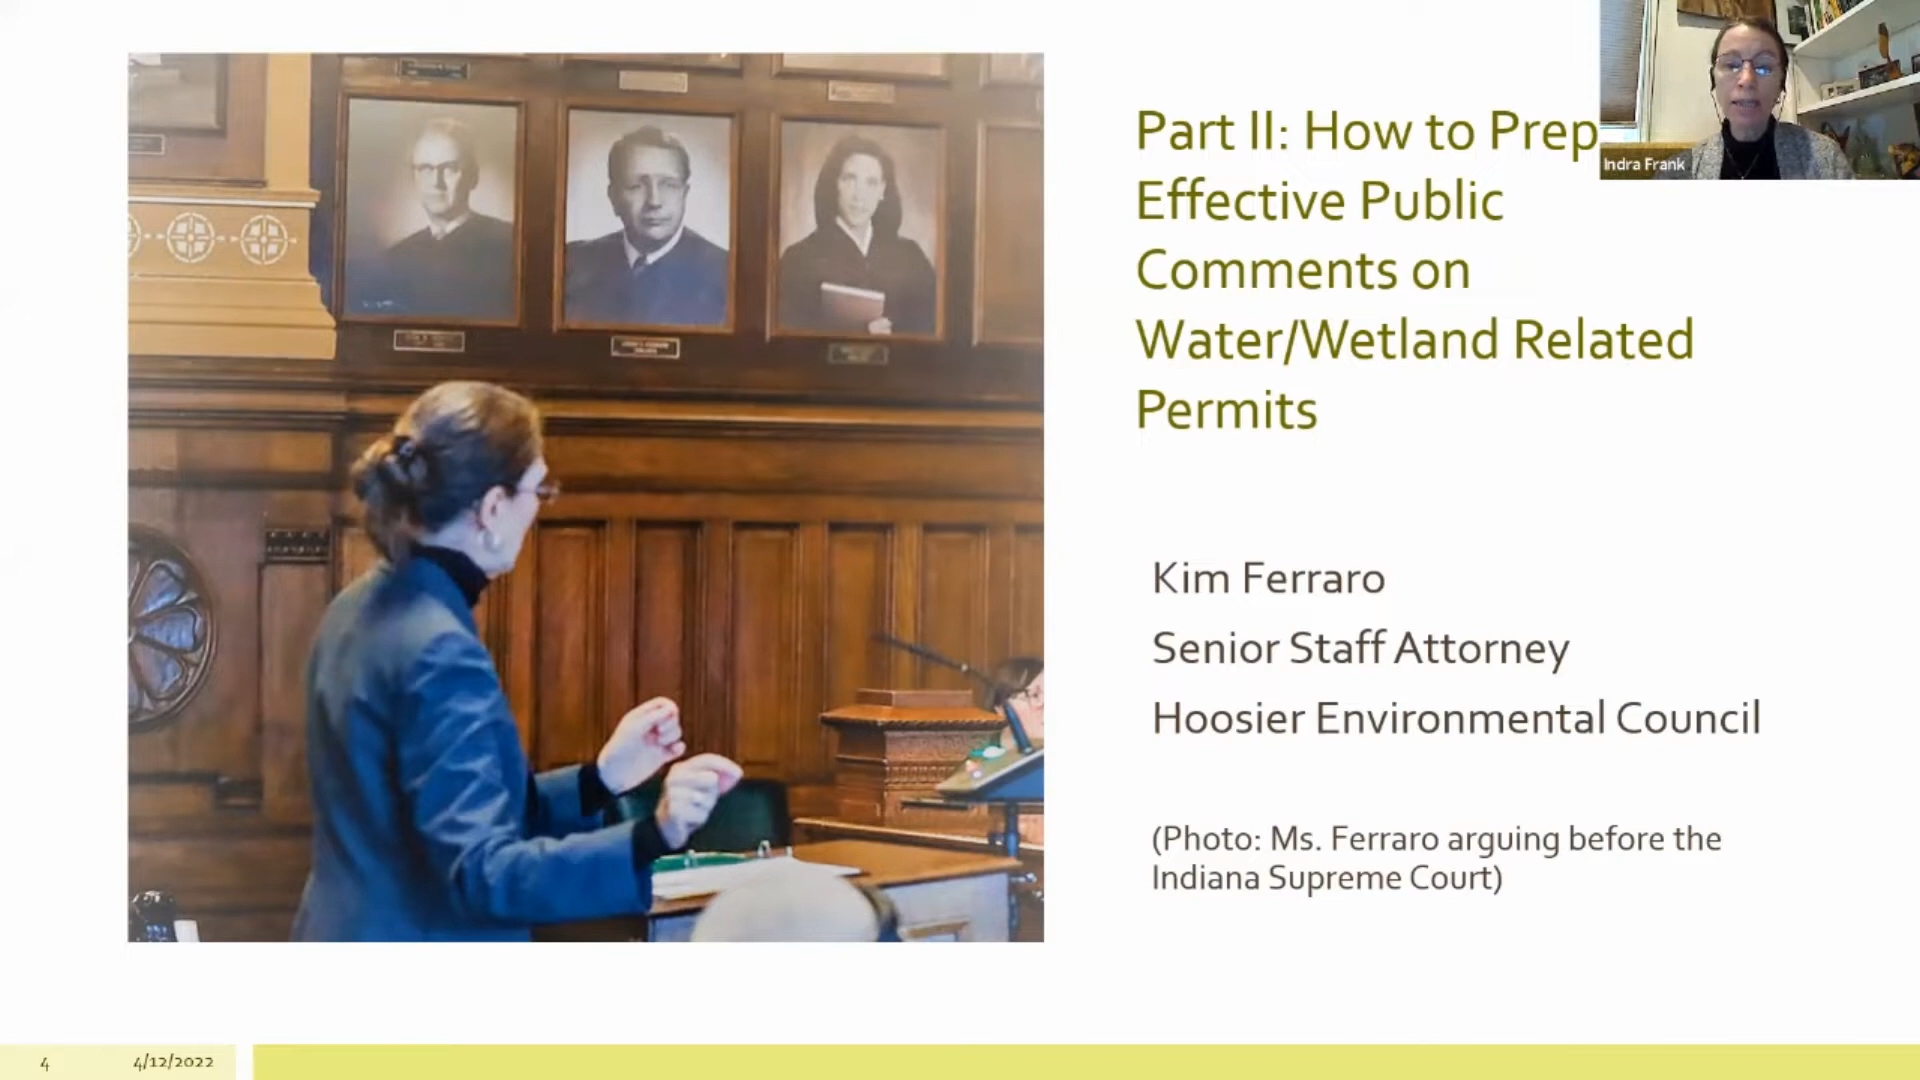 Part II: How to Prep
Effective Public
Comments on
Water/Wetland Related
Permits
Indra Frank
Kim Ferraro
Senior Staff Attorney
Hoosier Environmental Council
(Photo: Ms. Ferraro arguing before the
Indiana Supreme Court)
4
4/12/2022